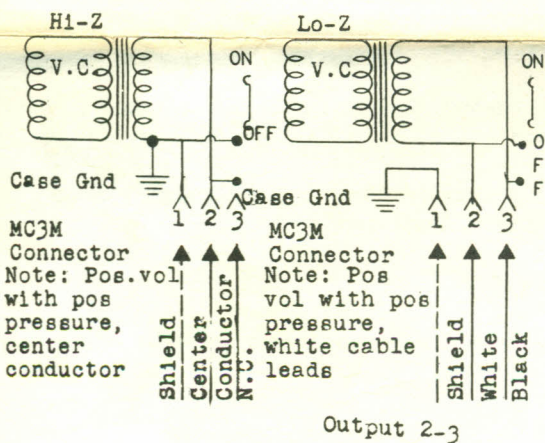 Hi-Z
V.C.
ON
OFF
Case Gnd
1 2 3
MC3M
Connector
Note: Pos.vol
with pos
pressure,
center
conductor
Shield
Center
Conductor
N.C.
Lo-Z
V.C.
ON
O
F
F
Case Gnd
1 2 3
MC3M
Connector
Note: Pos
vol with pos
pressure,
white cable
leads
Shield
White
Black
Output 2-3